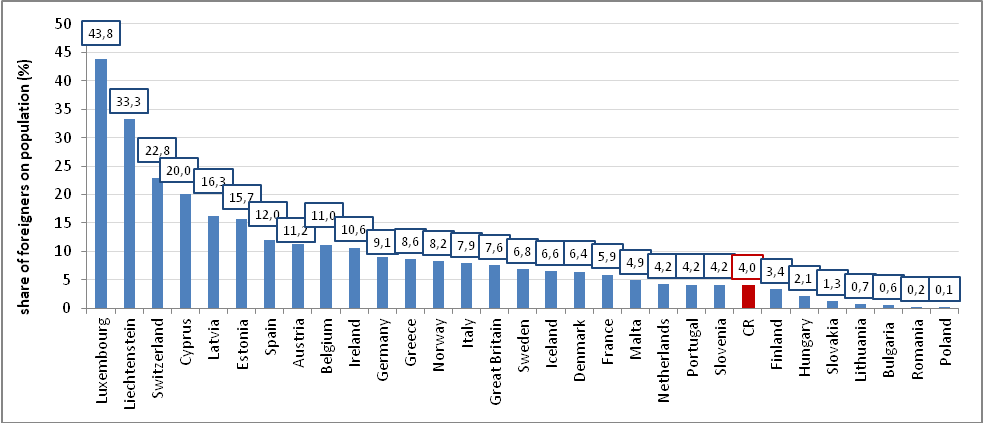 share of foreigners on population (%)
50
45
40
35
30
25
20
15
10
5
0
43,8
33,3
22,8
20,0
16,3
15,7
12,0
11,2
11,0
10,6
9,1
8,6
8,2
7,9
7,6
6,8
6,6
6,4
5,9
4,9
4,2
4,2
4,2
4,0
3,4
2,1
1,3
0,7
0,6
0,2
0,1
Luxembourg
Liechtenstein
Switzerland
Cyprus
Latvia
Estonia
Spain
Austria
Belgium
Ireland
Germany
Greece
Norway
Italy
Great Britain
Sweden
Iceland
Denmark
France
Malta
Netherlands
Portugal
Slovenia
CR
Finland
Hungary
Slovakia
Lithuania
Bulgaria
Romania
Poland